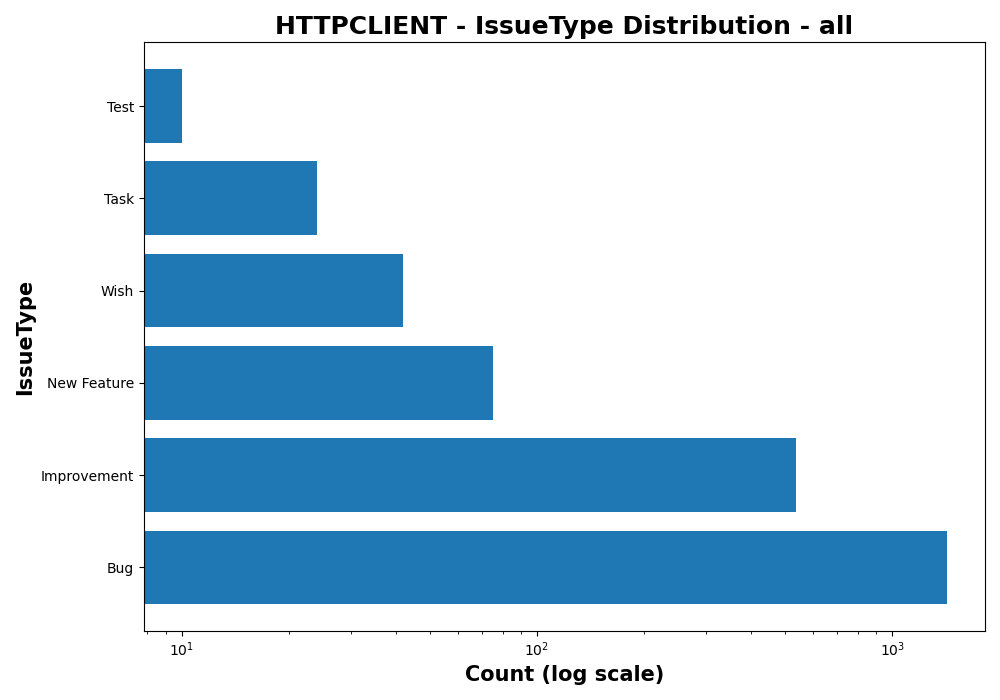 HTTPCLIENT - IssueType Distribution - all
IssueType
Test
Task
Wish
New Feature
Improvement
Bug
10¹ 10² 10³
Count (log scale)